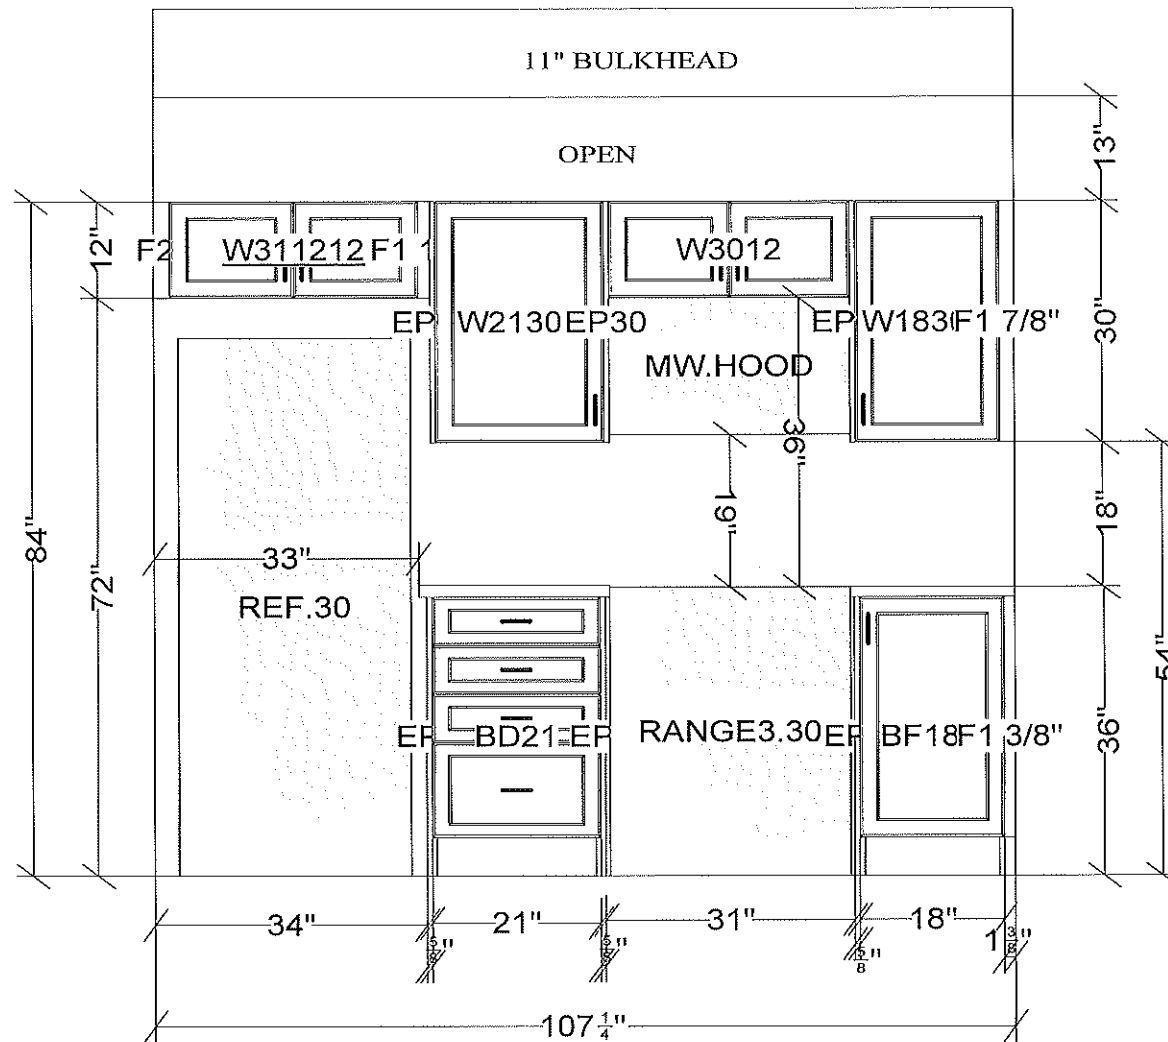 11" BULKHEAD
13"
OPEN
12"
F2 W311212 F1 1
W3012
EP W2130 EP30
EP W183 F1 7/8"
30"
MW.HOOD
36"
19"
18"
84"
72"
33"
REF.30
54"
36"
EP BD21 EP
RANGE3.30 EP BF18 F1 3/8"
34"
21"
31"
18"
5/8"
5/8"
5/8"
1 3/8"
107 1/4"